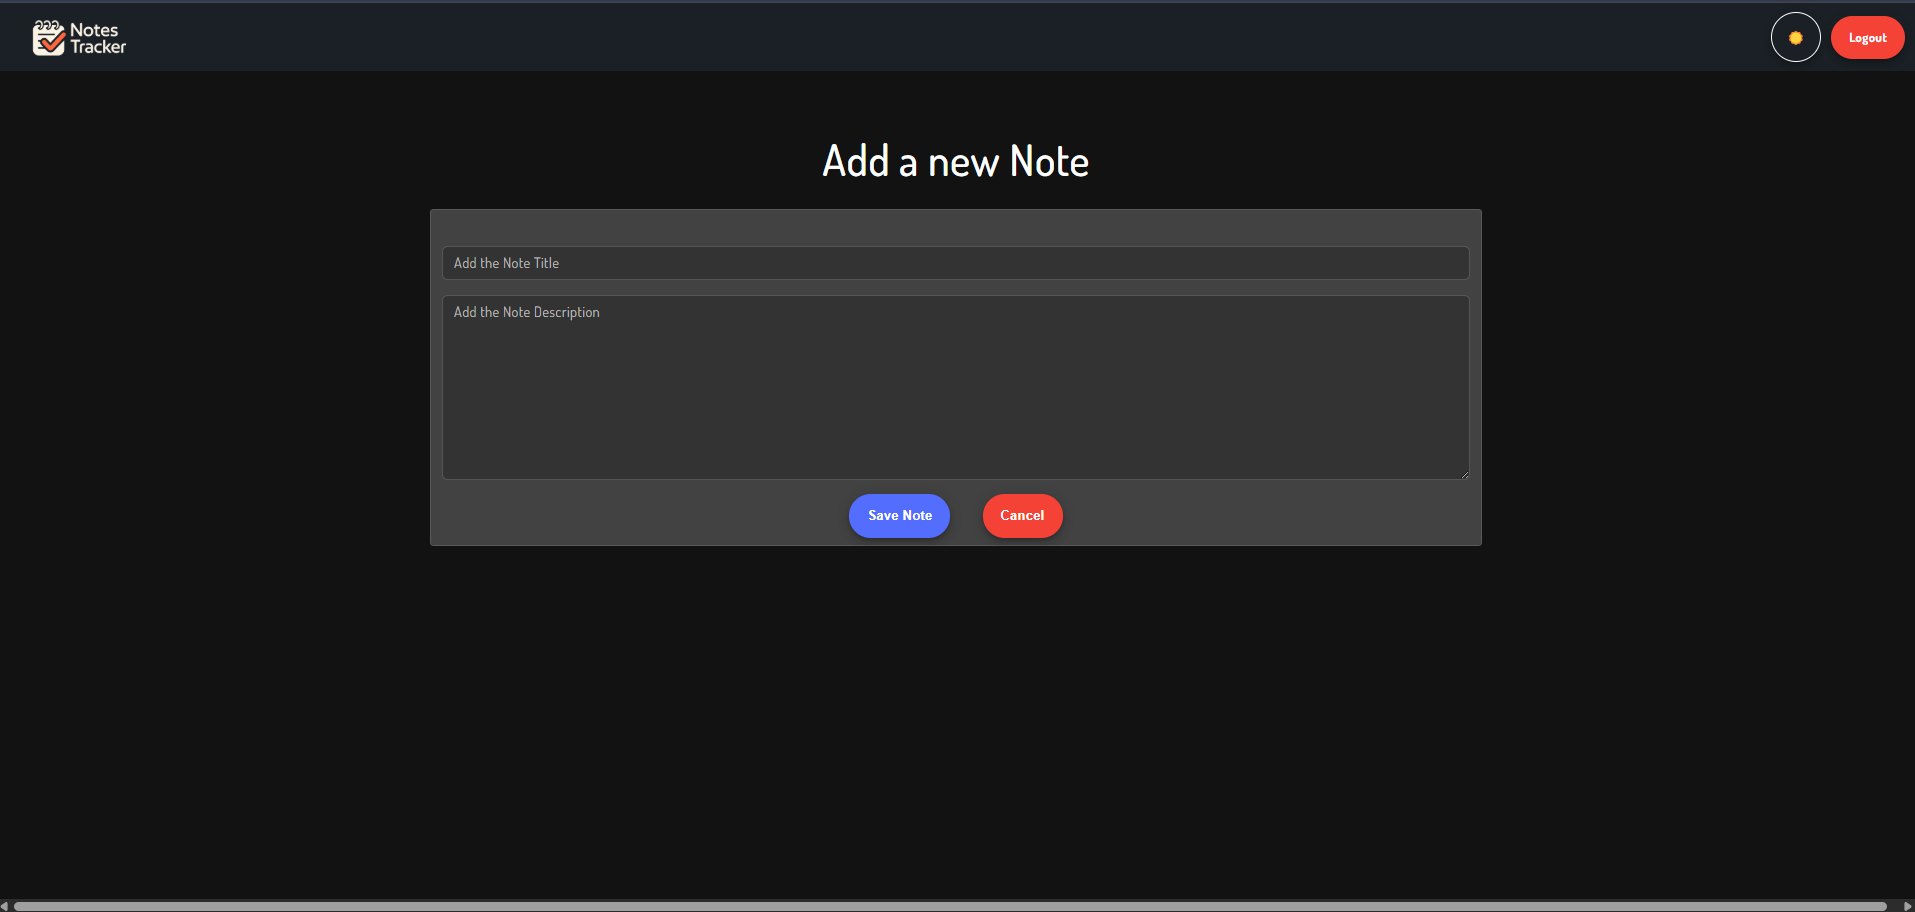 Notes
Tracker
Logout
Add a new Note
Add the Note Title
Add the Note Description
Save Note
Cancel